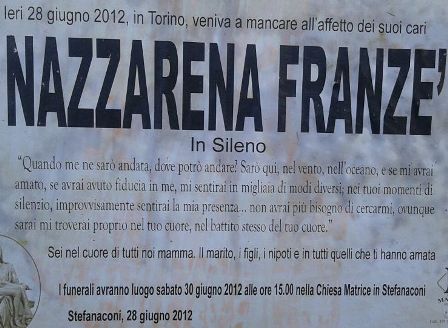 Ieri 28 giugno 2012, in Torino, veniva a mancare all'affetto dei suoi cari
NAZZARENA FRANZE'
In Sileno
"Quando me ne sarò andata, dove potrò andare? Sarò qui, nel vento, nell'oceano, e se mi avrai
amato, se avrai avuto fiducia in me, mi sentirai in migliaia di modi diversi; nei tuoi momenti di
silenzio, improvvisamente sentirai la mia presenza... non avrai più bisogno di cercarmi, ovunque
sarai mi troverai proprio nel tuo cuore, nel battito stesso del tuo cuore."
Sei nel cuore di tutti noi mamma. Il marito, i figli, i nipoti e in tutti quelli che ti hanno amata
I funerali avranno luogo sabato 30 giugno 2012 alle ore 15.00 nella Chiesa Matrice in Stefanaconi
Stefanaconi, 28 giugno 2012